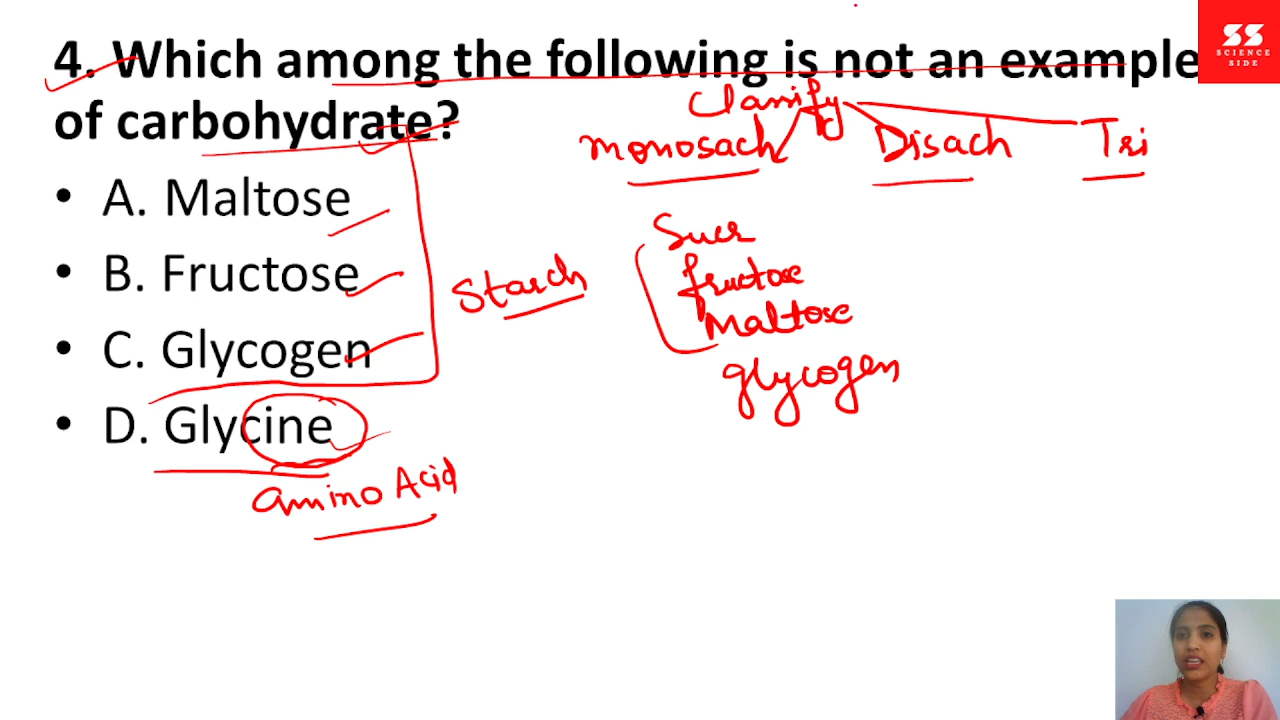 SS
SCIENCE
SIDE
4. Which among the following is not an example
of carbohydrate?
Classify
monosach Disach Tri
• A. Maltose
Sucr
• B. Fructose
Starch
fructose
Maltose
• C. Glycogen
glycogen
• D. Glycine
amino Acid